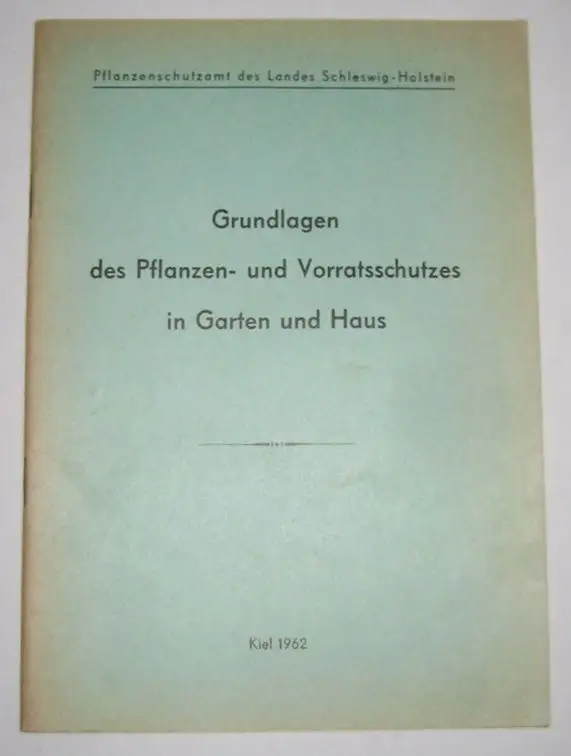 Pflanzenschutzamt des Landes Schleswig-Holstein
Grundlagen
des Pflanzen- und Vorratsschutzes
in Garten und Haus
Kiel 1962